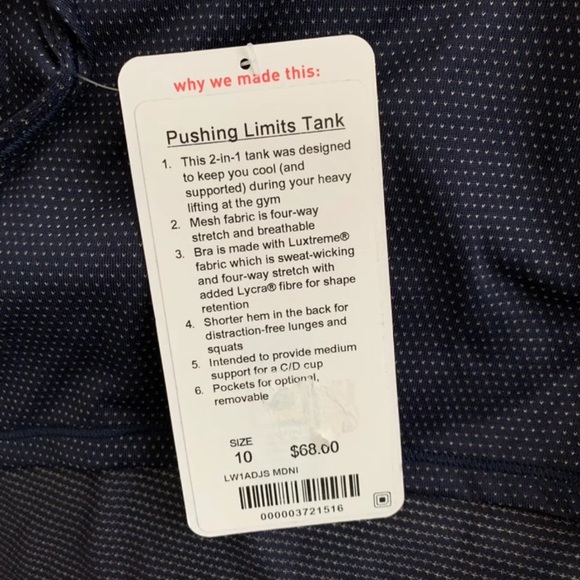 why we made this:
Pushing Limits Tank
1. This 2-in-1 tank was designed
to keep you cool (and
supported) during your heavy
lifting at the gym
2. Mesh fabric is four-way
stretch and breathable
3. Bra is made with Luxtreme®
fabric which is sweat-wicking
and four-way stretch with
added Lycra® fibre for shape
retention
4. Shorter hem in the back for
distraction-free lunges and
squats
5. Intended to provide medium
support for a C/D cup
6. Pockets for optional,
removable
SIZE
10 $68.00
LW1ADJS MDNI
000003721516